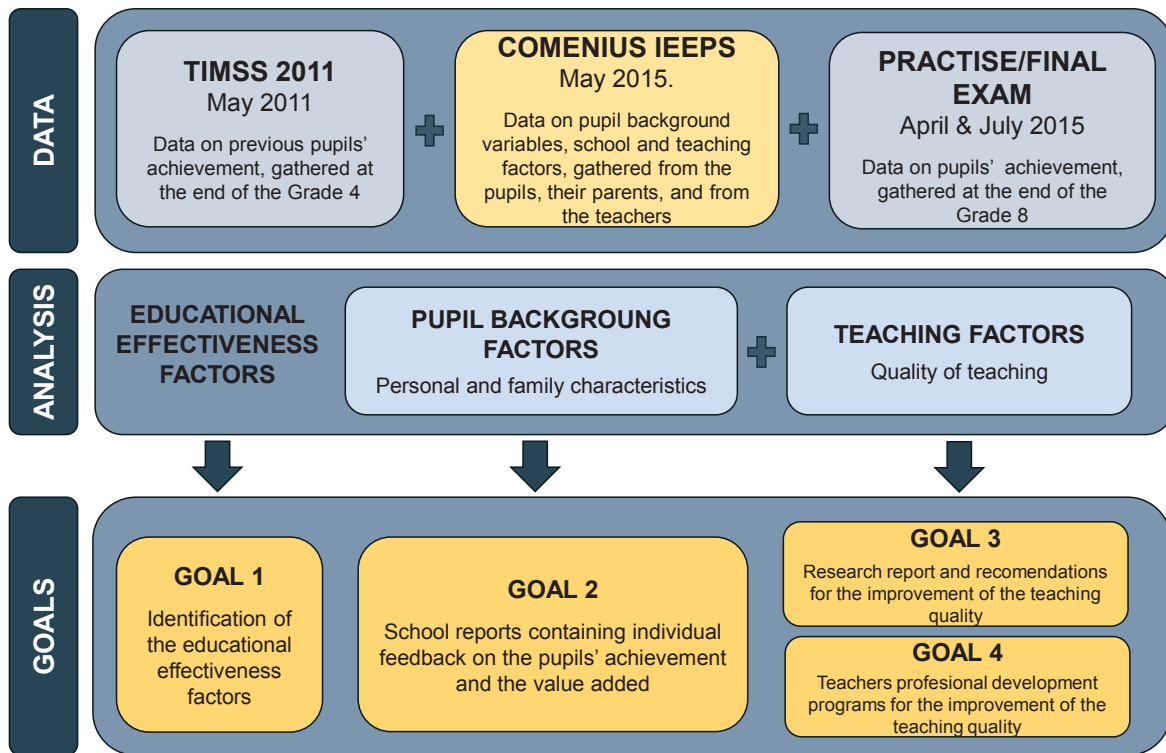 DATA
TIMSS 2011
May 2011
Data on previous pupils'
achievement, gathered at
the end of the Grade 4
COMENIUS IEEPS
May 2015.
Data on pupil background
variables, school and teaching
factors, gathered from the
pupils, their parents, and from
the teachers
PRACTISE/FINAL
EXAM
April & July 2015
Data on pupils' achievement,
gathered at the end of the
Grade 8
ANALYSIS
EDUCATIONAL
EFFECTIVENESS
FACTORS
PUPIL BACKGROUNG
FACTORS
Personal and family characteristics
TEACHING FACTORS
Quality of teaching
GOALS
GOAL 1
Identification of
the educational
effectiveness
factors
GOAL 2
School reports containing individual
feedback on the pupils' achievement
and the value added
GOAL 3
Research report and recomendations
for the improvement of the teaching
quality
GOAL 4
Teachers profesional development
programs for the improvement of the
teaching quality